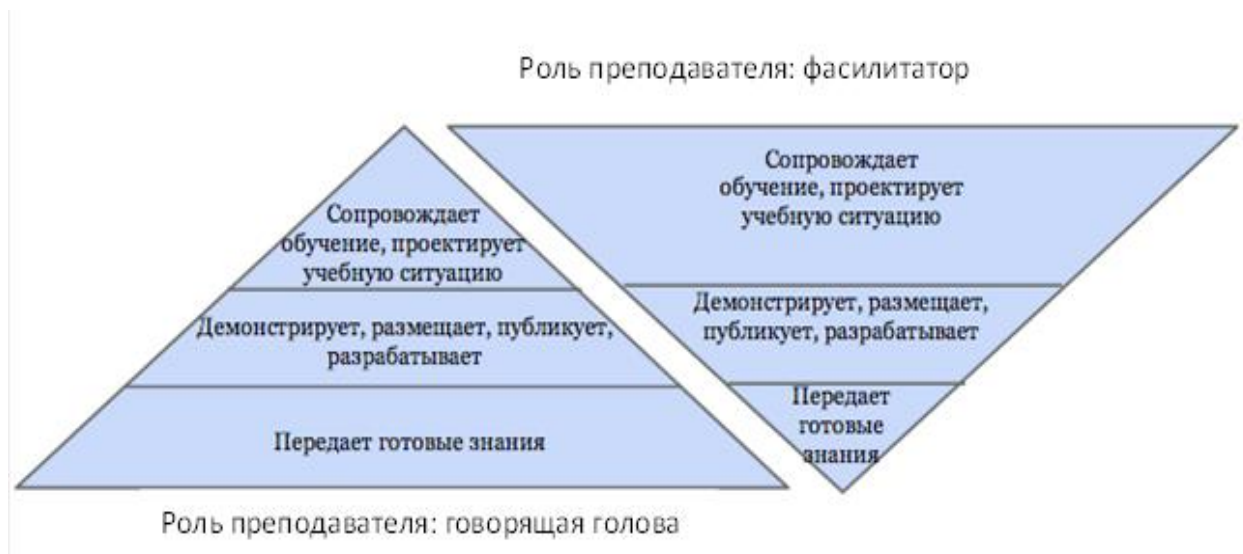 Роль преподавателя: фасилитатор
Сопровождает
обучение, проектирует
учебную ситуацию
Демонстрирует, размещает, публикует,
разрабатывает
Передает готовые знания
Сопровождает
обучение, проектирует
учебную ситуацию
Демонстрирует, размещает,
публикует, разрабатывает
Передает
готовые
знания
Роль преподавателя: говорящая голова